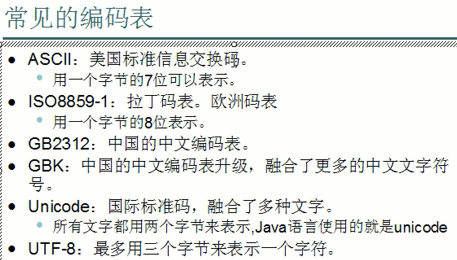 常见的编码表
ASCII：美国标准信息交换码。
用一个字节的7位可以表示。
ISO8859-1：拉丁码表。欧洲码表
用一个字节的8位表示。
GB2312：中国的中文编码表。
GBK：中国的中文编码表升级，融合了更多的中文文字符
号。
Unicode：国际标准码，融合了多种文字。
所有文字都用两个字节来表示,Java语言使用的就是unicode
UTF-8：最多用三个字节来表示一个字符。